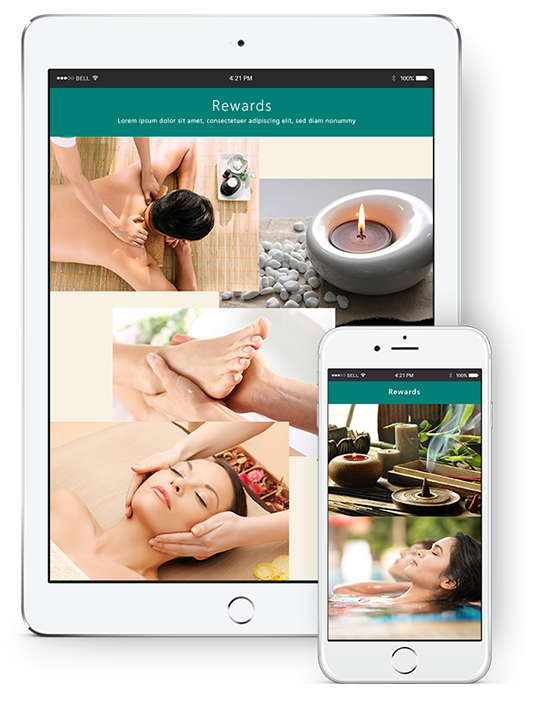 ●●●○○ BELL 4:21 PM 100%
Rewards
Lorem ipsum dolor sit amet, consectetuer adipiscing elit, sed diam nonummy
●●●○○ BELL 4:21 PM 100%
Rewards